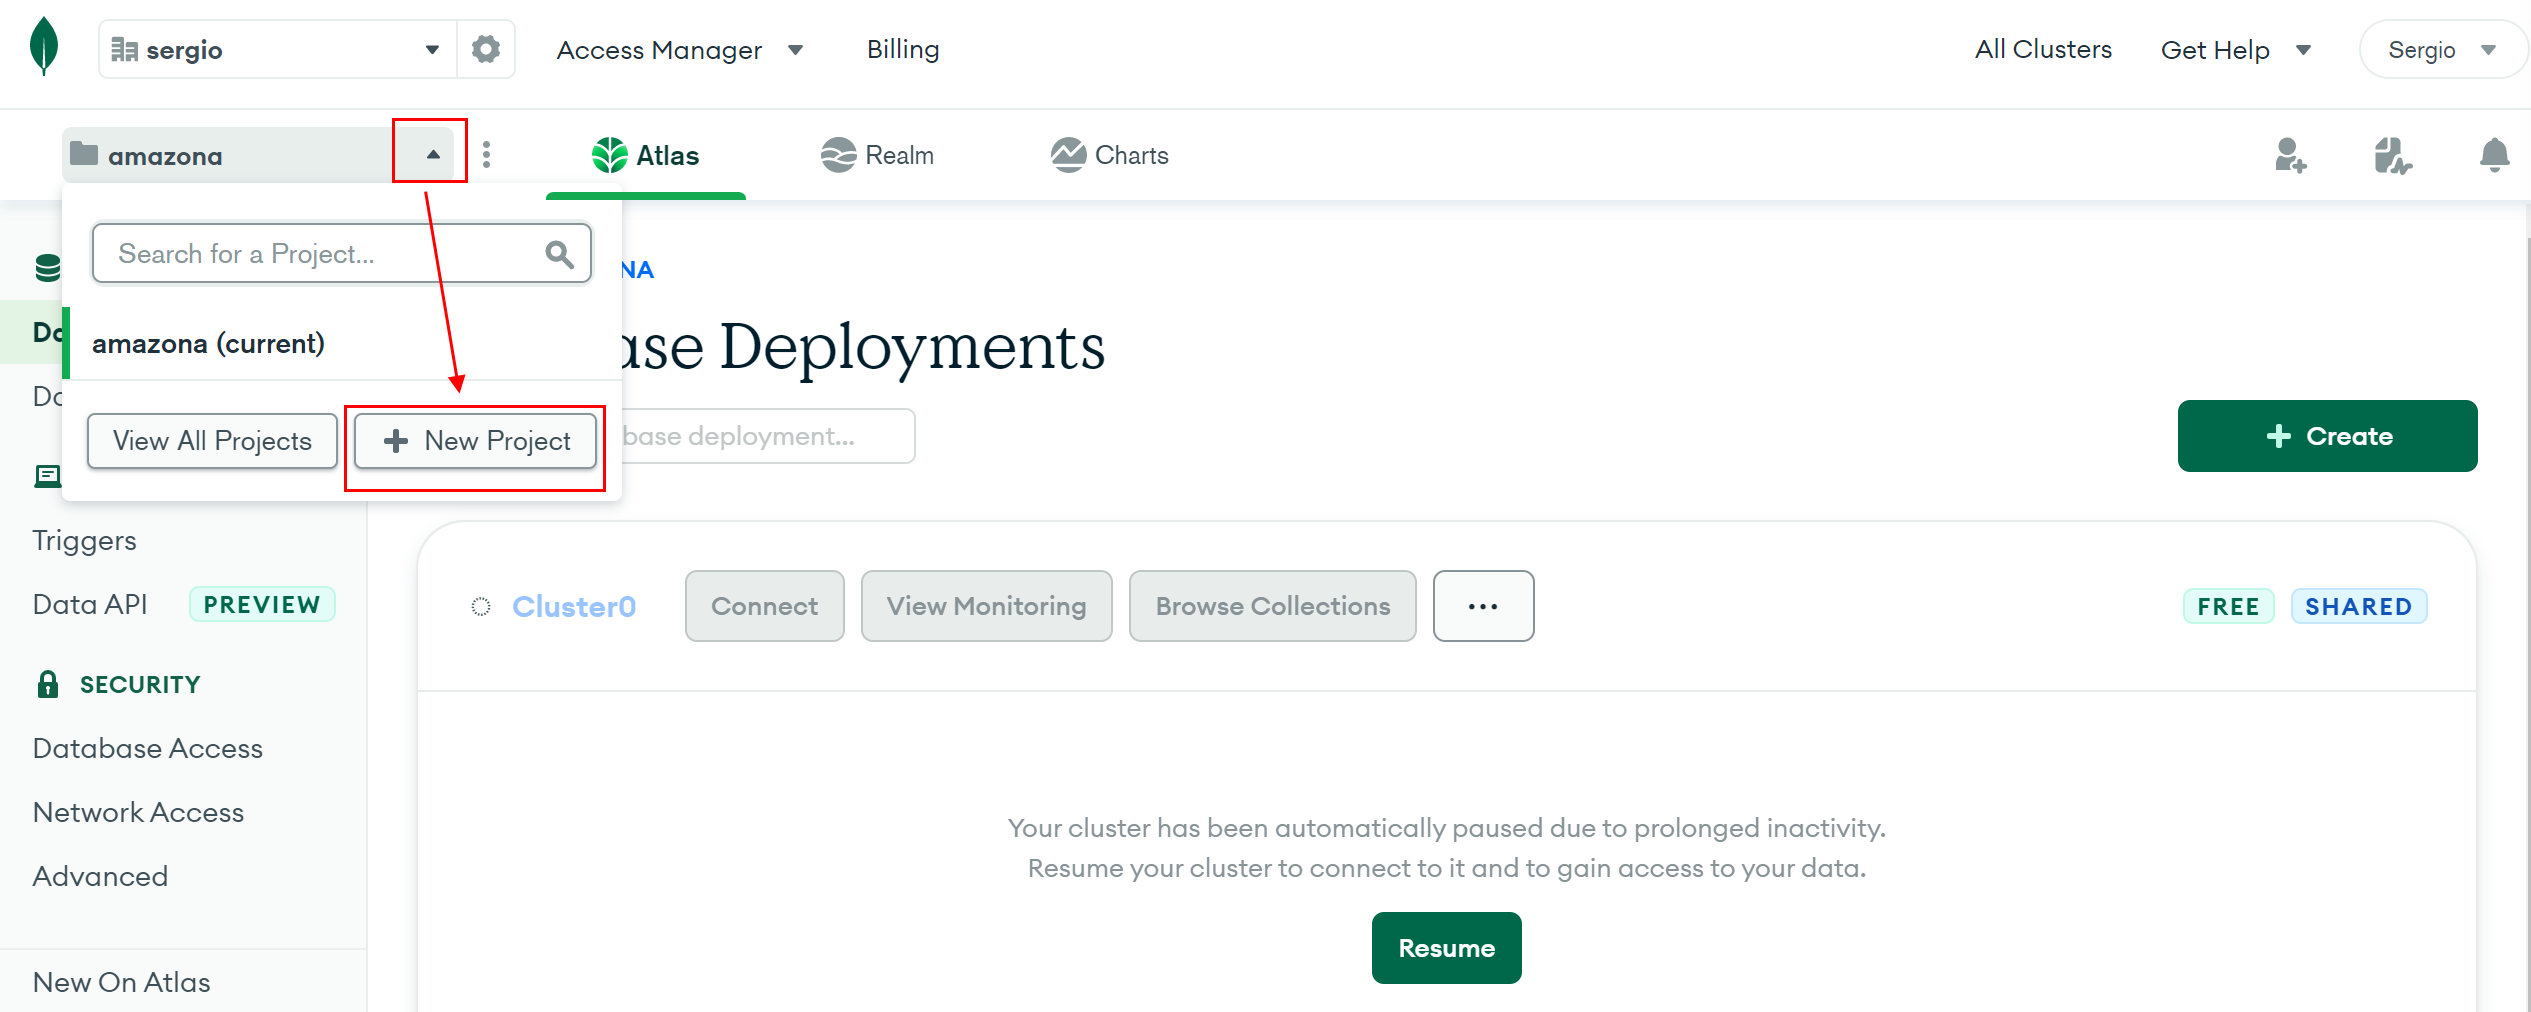 sergio
Access Manager
Billing
All Clusters
Get Help
Sergio
amazona
Atlas
Realm
Charts
Search for a Project...
NA
amazona (current)
ase Deployments
View All Projects
New Project
base deployment...
Create
Triggers
Data API
PREVIEW
Cluster0
Connect
View Monitoring
Browse Collections
...
FREE
SHARED
SECURITY
Database Access
Network Access
Advanced
Your cluster has been automatically paused due to prolonged inactivity.
Resume your cluster to connect to it and to gain access to your data.
Resume
New On Atlas